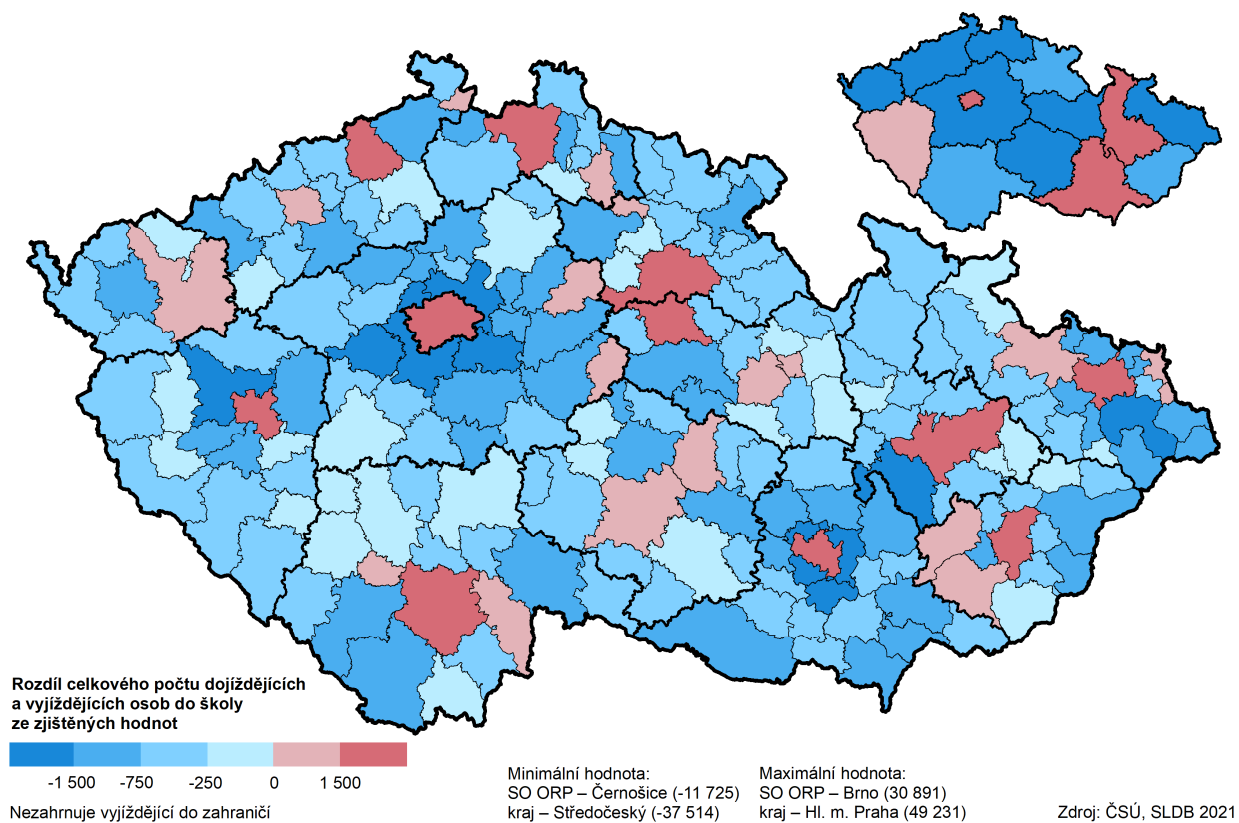 Rozdíl celkového počtu dojíždějících
a vyjíždějících osob do školy
ze zjištěných hodnot
-1 500 -750 -250 0 1 500
Nezahrnuje vyjíždějící do zahraničí
Minimální hodnota:
SO ORP – Černošice (-11 725)
kraj – Středočeský (-37 514)
Maximální hodnota:
SO ORP – Brno (30 891)
kraj – Hl. m. Praha (49 231)
Zdroj: ČSÚ, SLDB 2021